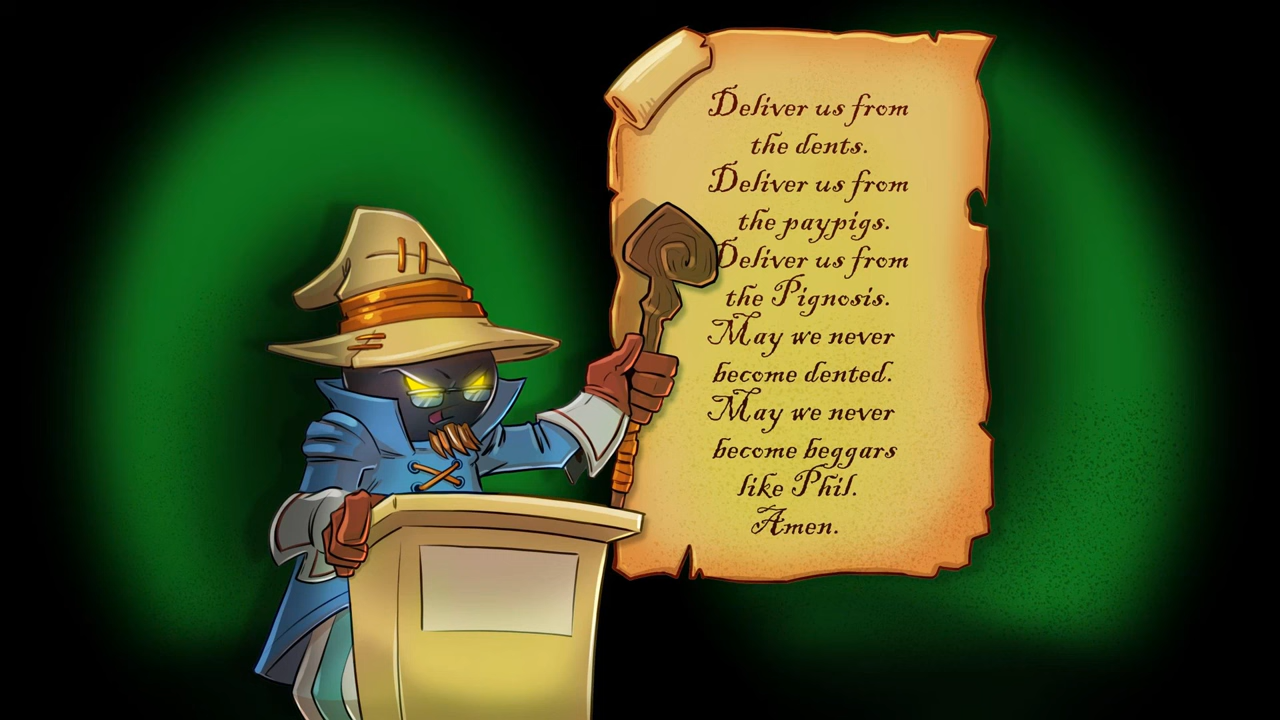 Deliver us from
the dents.
Deliver us from
the paypigs.
Deliver us from
the Pignosis.
May we never
become dented.
May we never
become beggars
like Phil.
Amen.